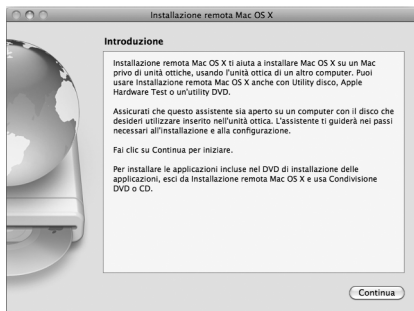 Installazione remota Mac OS X
Introduzione
Installazione remota Mac OS X ti aiuta a installare Mac OS X su un Mac
privo di unità ottiche, usando l'unità ottica di un altro computer. Puoi
usare Installazione remota Mac OS X anche con Utility disco, Apple
Hardware Test o un'utility DVD.
Assicurati che questo assistente sia aperto su un computer con il disco che
desideri utilizzare inserito nell'unità ottica. L'assistente ti guiderà nei passi
necessari all'installazione e alla configurazione.
Fai clic su Continua per iniziare.
Per installare le applicazioni incluse nel DVD di installazione delle
applicazioni, esci da Installazione remota Mac OS X e usa Condivisione
DVD o CD.
Continua